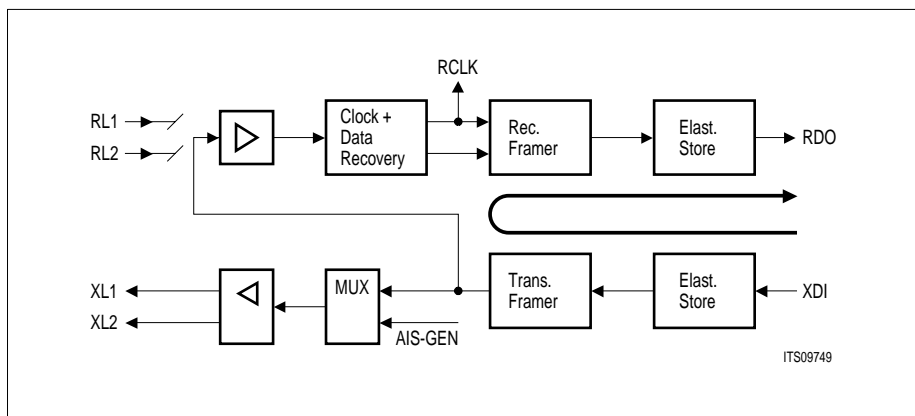 RCLK
RL1
RL2
Clock +
Data
Recovery
Rec.
Framer
Elast.
Store
RDO
XL1
XL2
MUX
AIS-GEN
Trans.
Framer
Elast.
Store
XDI
ITS09749